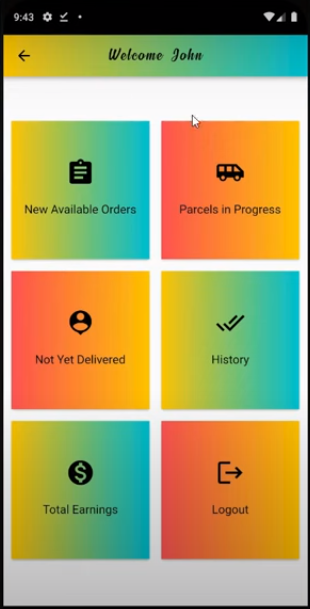 9:43
Welcome John
New Available Orders
Parcels in Progress
Not Yet Delivered
History
Total Earnings
Logout